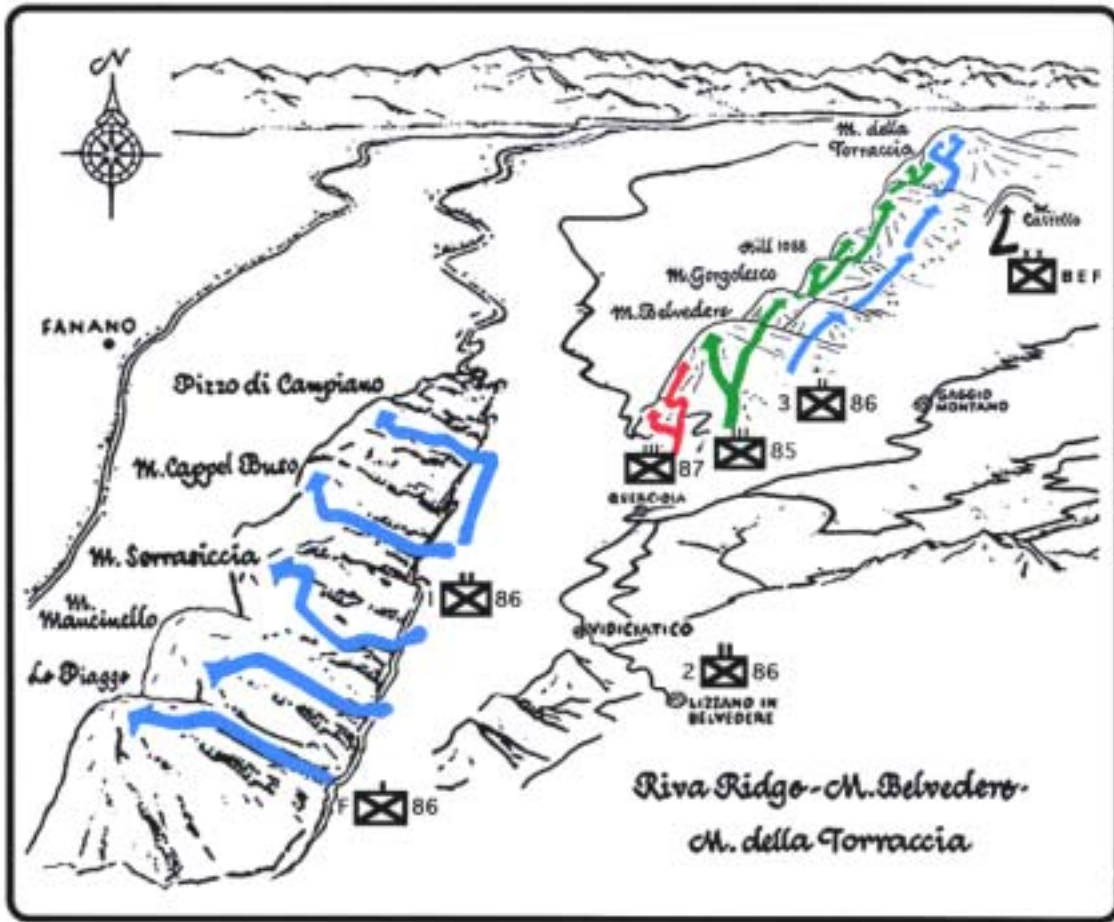 N
M. della
Torraccia
M.
Castello
Hill 1088
BEF
M. Gorgolesco
M. Belvedere
FANANO
Pizzo di Campiano
3 86
GAGGIO
MONTANO
M. Cappel Buso
87
85
QUERCIOLA
M. Serrasiccia
1 86
M.
Mancinello
VIDICIATICO
Le Piagge
2 86
LIZZANO IN
BELVEDERE
F 86
Riva Ridge-M. Belvedere-
M. della Torraccia